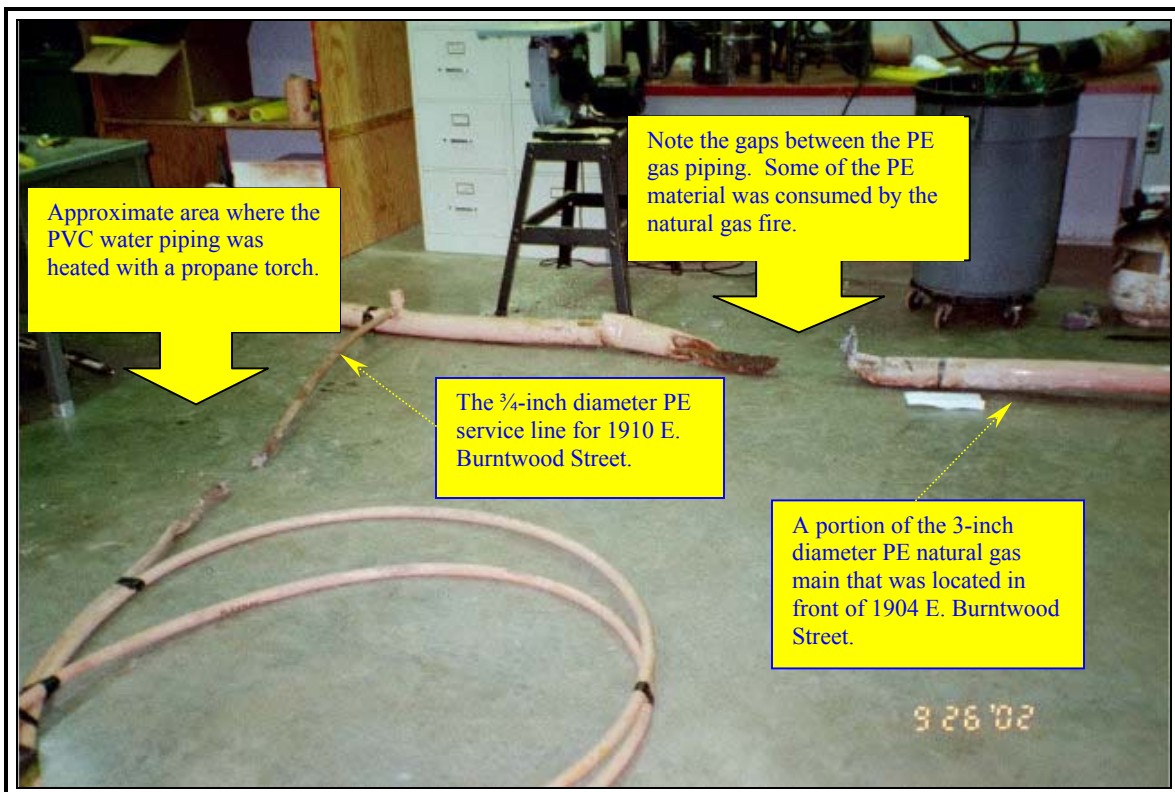 Note the gaps between the PE
gas piping. Some of the PE
material was consumed by the
natural gas fire.
Approximate area where the
PVC water piping was
heated with a propane torch.
The ¾-inch diameter PE
service line for 1910 E.
Burntwood Street.
A portion of the 3-inch
diameter PE natural gas
main that was located in
front of 1904 E. Burntwood
Street.
9 26 '02